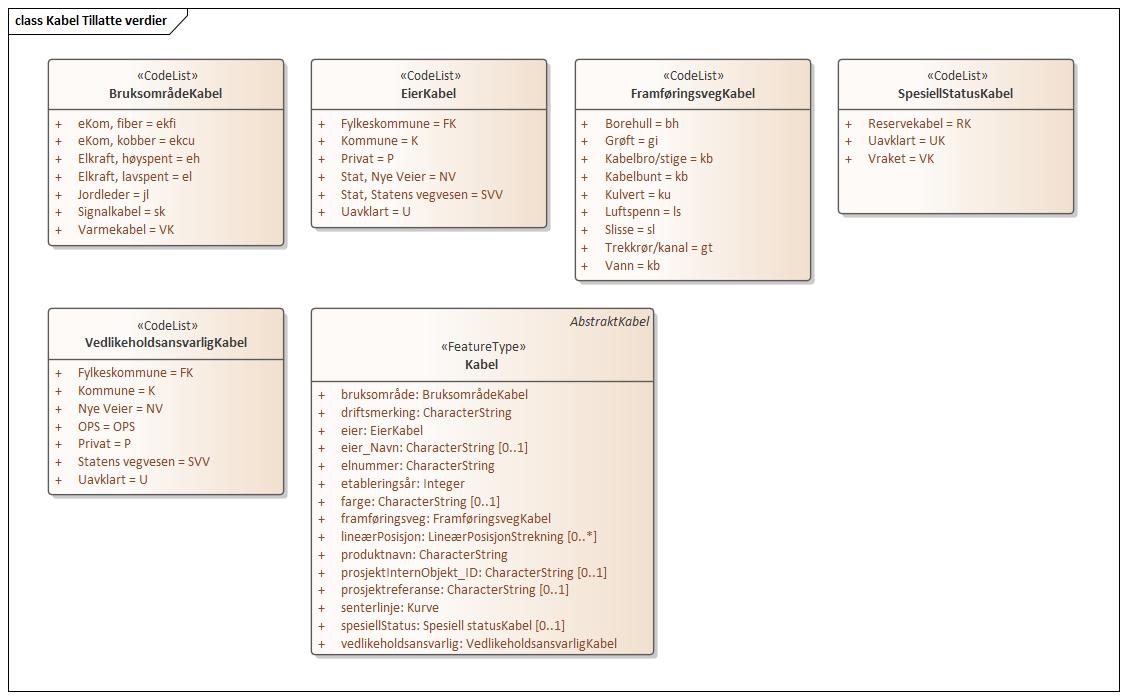 class Kabel Tillatte verdier
«CodeList»
BruksområdeKabel
+ eKom, fiber = ekfi
+ eKom, kobber = ekcu
+ Elkraft, høyspent = eh
+ Elkraft, lavspent = el
+ Jordleder = jl
+ Signalkabel = sk
+ Varmekabel = VK
«CodeList»
EierKabel
+ Fylkeskommune = FK
+ Kommune = K
+ Privat = P
+ Stat, Nye Veier = NV
+ Stat, Statens vegvesen = SVV
+ Uavklart = U
«CodeList»
FramføringsvegKabel
+ Borehull = bh
+ Grøft = gi
+ Kabelbro/stige = kb
+ Kabelbunt = kb
+ Kulvert = ku
+ Luftspenn = ls
+ Slisse = sl
+ Trekkrør/kanal = gt
+ Vann = kb
«CodeList»
SpesiellStatusKabel
+ Reservekabel = RK
+ Uavklart = UK
+ Vraket = VK
«CodeList»
VedlikeholdsansvarligKabel
+ Fylkeskommune = FK
+ Kommune = K
+ Nye Veier = NV
+ OPS = OPS
+ Privat = P
+ Statens vegvesen = SVV
+ Uavklart = U
AbstraktKabel
«FeatureType»
Kabel
+ bruksområde: BruksområdeKabel
+ driftsmerking: CharacterString
+ eier: EierKabel
+ eier_Navn: CharacterString [0..1]
+ elnummer: CharacterString
+ etableringsår: Integer
+ farge: CharacterString [0..1]
+ framføringsveg: FramføringsvegKabel
+ lineærPosisjon: LineærPosisjonStrekning [0..*]
+ produktnavn: CharacterString
+ prosjektInternObjekt_ID: CharacterString [0..1]
+ prosjektreferanse: CharacterString [0..1]
+ senterlinje: Kurve
+ spesiellStatus: Spesiell statusKabel [0..1]
+ vedlikeholdsansvarlig: VedlikeholdsansvarligKabel